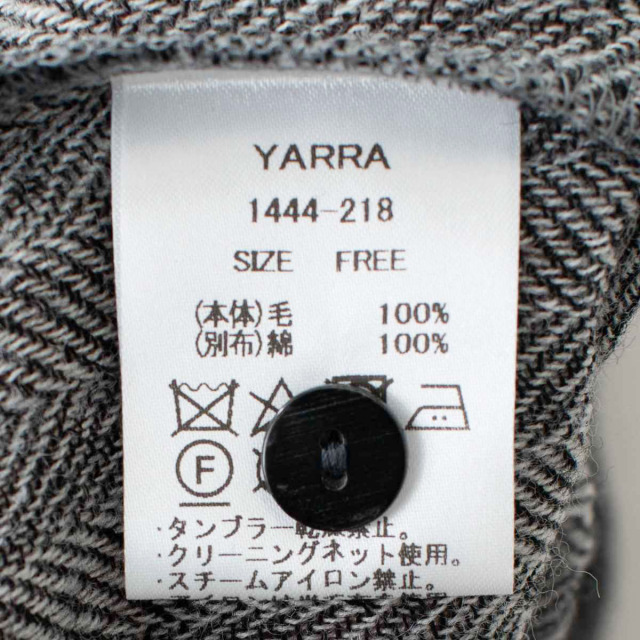 YARRA
1444-218
SIZE FREE
(本体)毛 100%
(別布)綿 100%
F
・タンブラー乾燥禁止。
・クリーニングネット使用。
・スチームアイロン禁止。